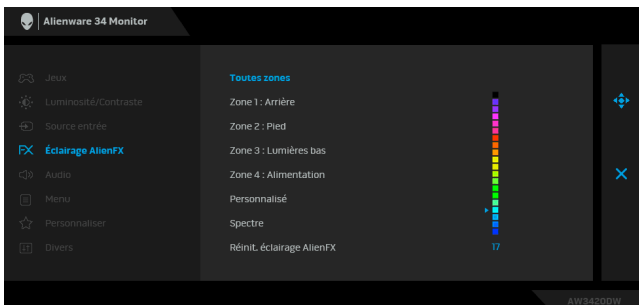 Alienware 34 Monitor
Jeux
Toutes zones
Luminosité/Contraste
Zone 1 : Arrière
Source entrée
Zone 2 : Pied
FX Éclairage AlienFX
Zone 3 : Lumières bas
Audio
Zone 4 : Alimentation
Menu
Personnalisé
Personnaliser
Spectre
Divers
Réinit. éclairage AlienFX
17
AW3420DW